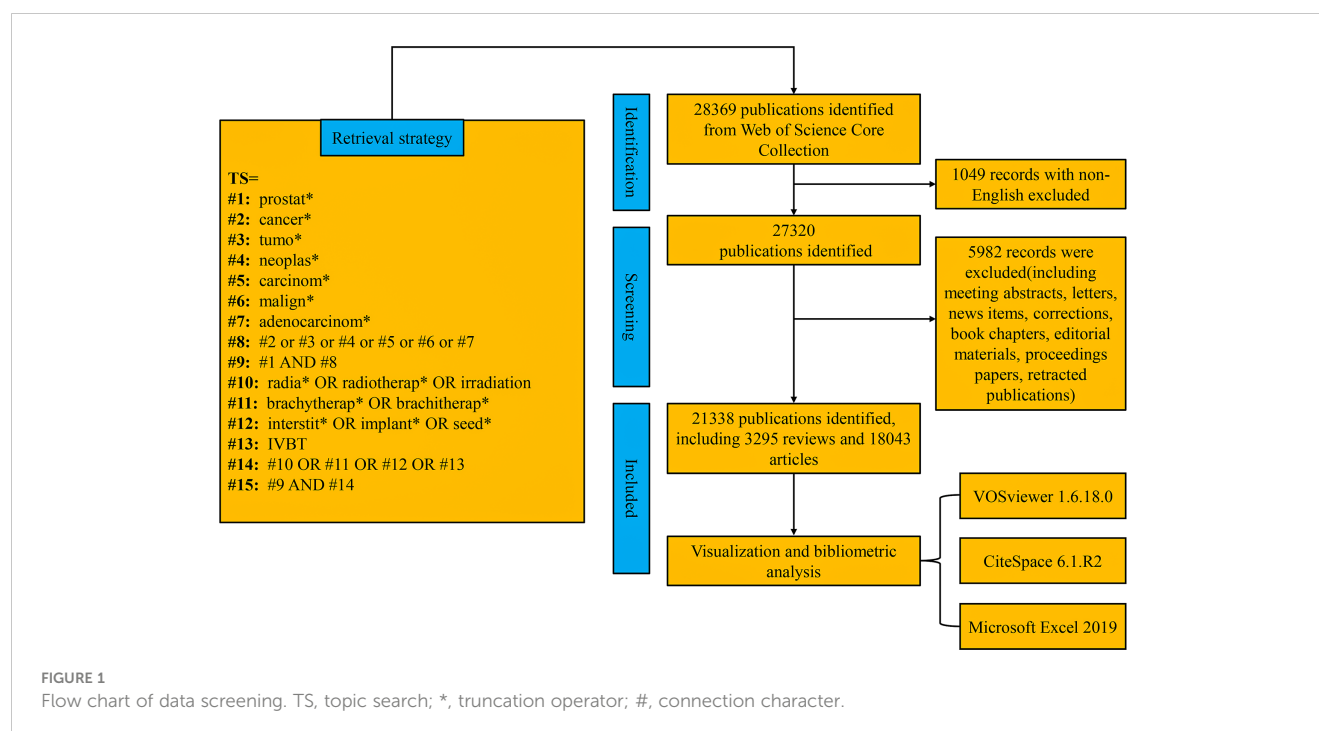 Retrieval strategy
TS=
#1: prostat*
#2: cancer*
#3: tumo*
#4: neoplas*
#5: carcinom*
#6: malign*
#7: adenocarcinom*
#8: #2 or #3 or #4 or #5 or #6 or #7
#9: #1 AND #8
#10: radia* OR radiotherap* OR irradiation
#11: brachytherap* OR brachitherap*
#12: interstit* OR implant* OR seed*
#13: IVBT
#14: #10 OR #11 OR #12 OR #13
#15: #9 AND #14
Identification
28369 publications identified
from Web of Science Core
Collection
1049 records with non-
English excluded
Screening
27320
publications identified
5982 records were
excluded(including
meeting abstracts, letters,
news items, corrections,
book chapters, editorial
materials, proceedings
papers, retracted
publications)
Included
21338 publications identified,
including 3295 reviews and 18043
articles
Visualization and bibliometric
analysis
VOSviewer 1.6.18.0
CiteSpace 6.1.R2
Microsoft Excel 2019
FIGURE 1
Flow chart of data screening. TS, topic search; *, truncation operator; #, connection character.